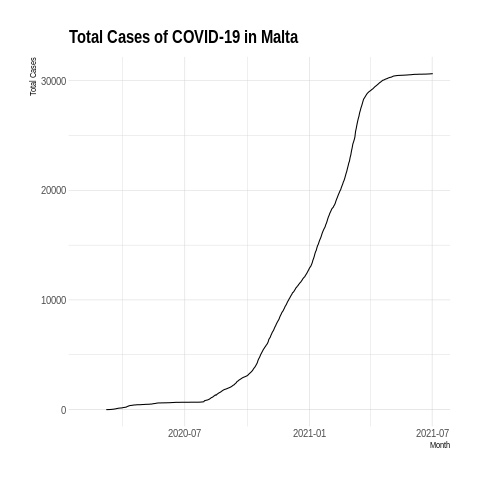 Total Cases of COVID-19 in Malta
Total Cases
30000
20000
10000
0
2020-07 2021-01 2021-07
Month